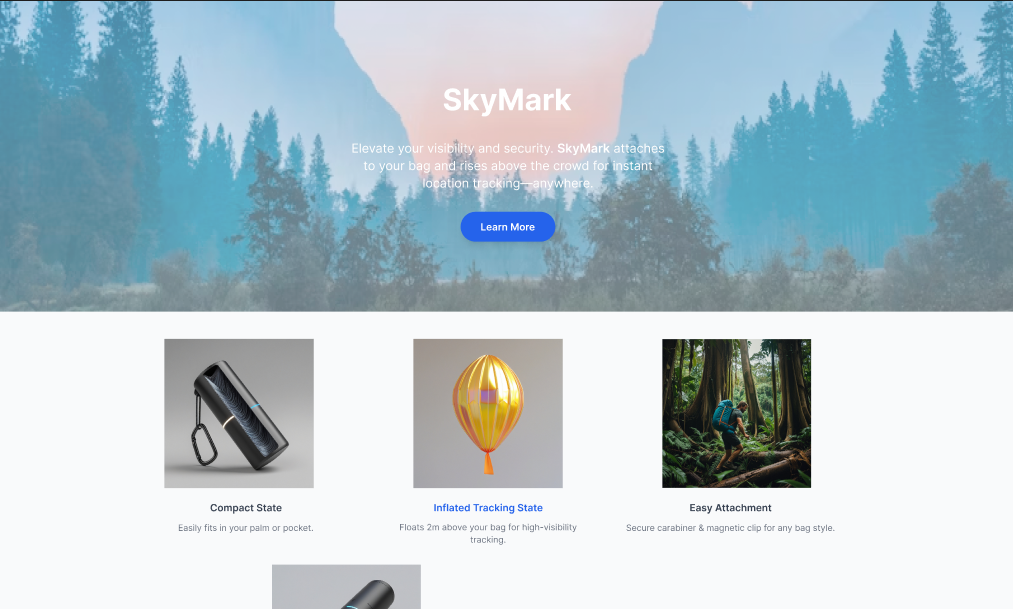 SkyMark
Elevate your visibility and security. SkyMark attaches
to your bag and rises above the crowd for instant
location tracking—anywhere.
Learn More
Compact State
Easily fits in your palm or pocket.
Inflated Tracking State
Floats 2m above your bag for high-visibility
tracking.
Easy Attachment
Secure carabiner & magnetic clip for any bag style.